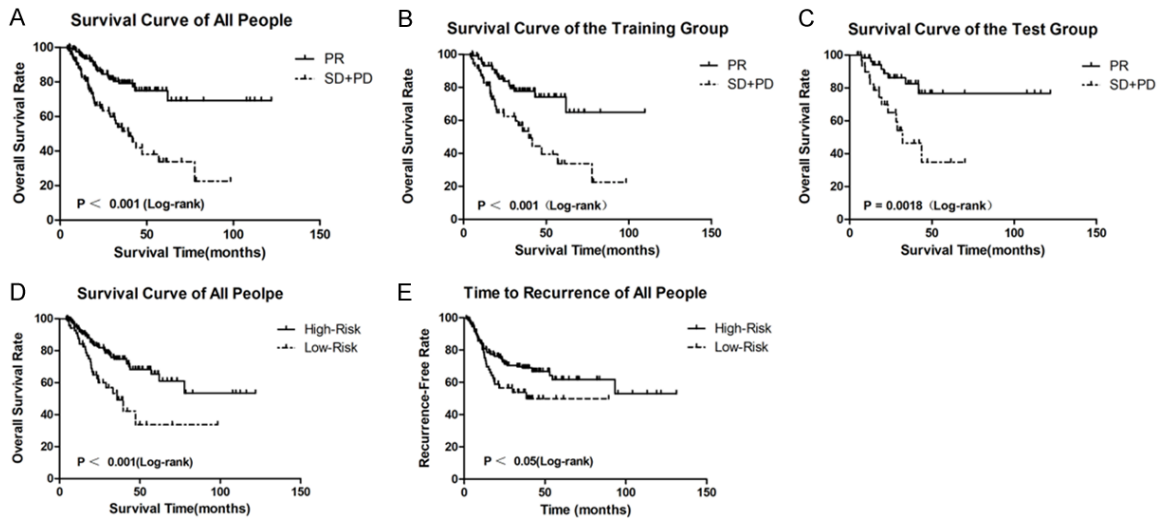 A
Survival Curve of All People
Overall Survival Rate
100
80
60
40
20
0
0
50
100
150
PR
SD+PD
P < 0.001 (Log-rank)
Survival Time(months)
B
Survival Curve of the Training Group
Overall Survival Rate
100
80
60
40
20
0
0
50
100
150
PR
SD+PD
P < 0.001 (Log-rank)
Survival Time(months)
C
Survival Curve of the Test Group
Overall Survival Rate
100
80
60
40
20
0
0
50
100
150
PR
SD+PD
P = 0.0018 (Log-rank)
Survival Time(months)
D
Survival Curve of All Peolpe
Overall Survival Rate
100
80
60
40
20
0
0
50
100
150
High-Risk
Low-Risk
P < 0.001(Log-rank)
Survival Time(months)
E
Time to Recurrence of All People
Recurrence-Free Rate
100
80
60
40
20
0
0
50
100
150
High-Risk
Low-Risk
P < 0.05(Log-rank)
Time (months)